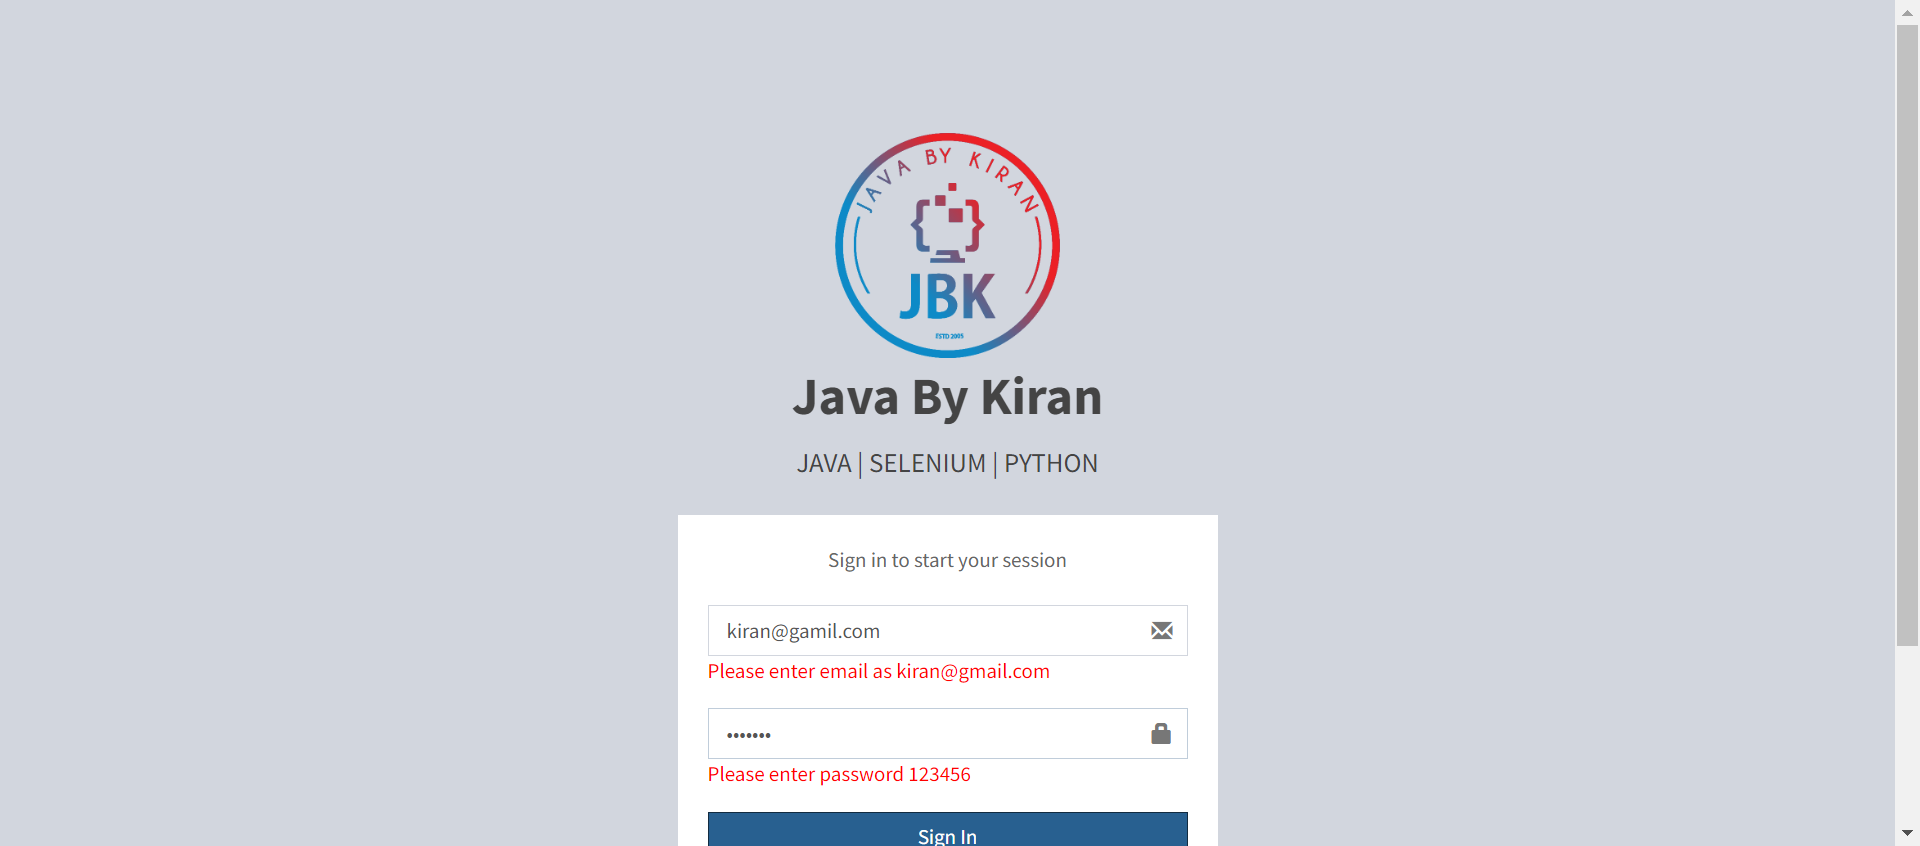 JAVA BY KIRAN
JBK
ESTD 2005
Java By Kiran
JAVA | SELENIUM | PYTHON
Sign in to start your session
kiran@gamil.com
Please enter email as kiran@gmail.com
•••••••
Please enter password 123456
Sign In